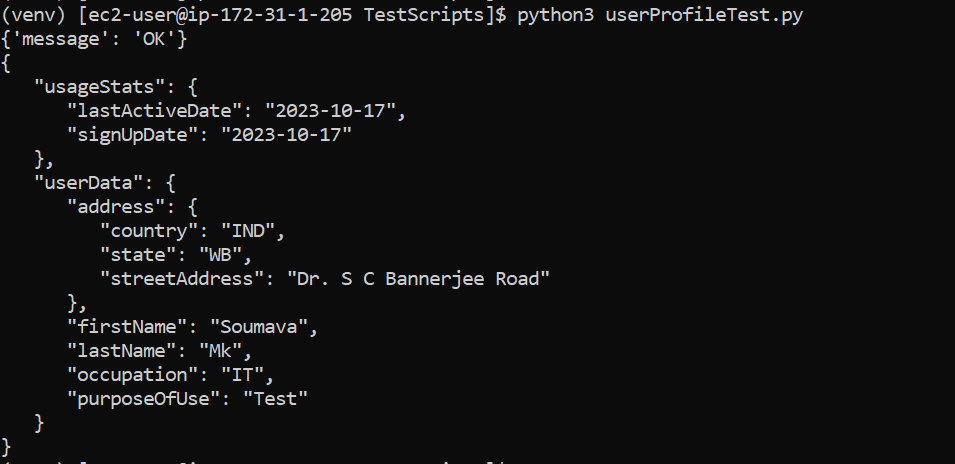 (venv) [ec2-user@ip-172-31-1-205 TestScripts]$ python3 userProfileTest.py
{'message': 'OK'}
{
   "usageStats": {
      "lastActiveDate": "2023-10-17",
      "signUpDate": "2023-10-17"
   },
   "userData": {
      "address": {
         "country": "IND",
         "state": "WB",
         "streetAddress": "Dr. S C Bannerjee Road"
      },
      "firstName": "Soumava",
      "lastName": "Mk",
      "occupation": "IT",
      "purposeOfUse": "Test"
   }
}